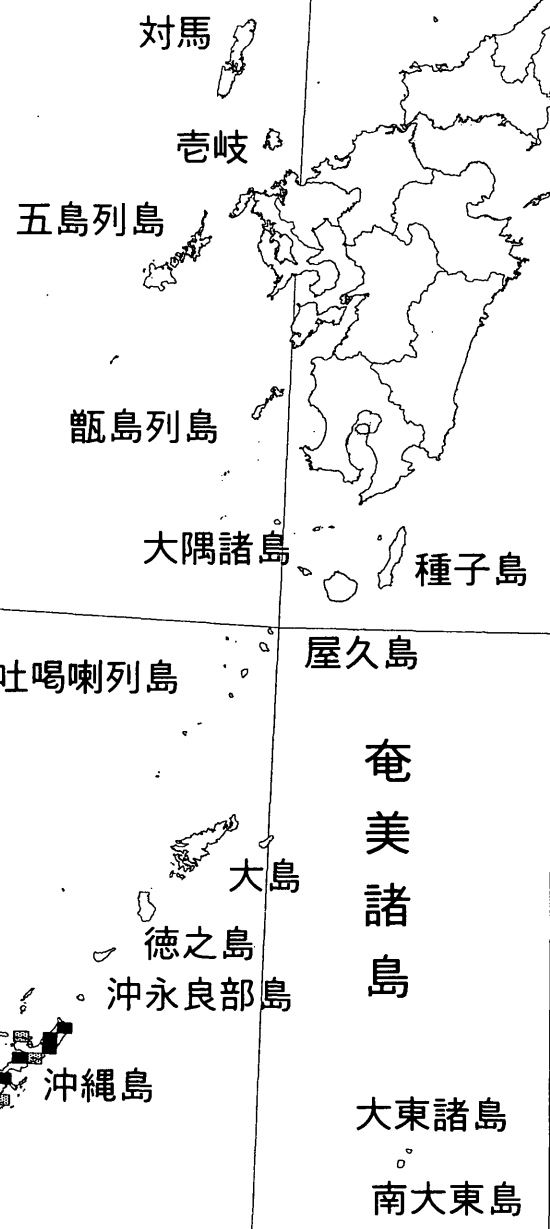 対馬
壱岐
五島列島
甑島列島
大隅諸島
種子島
屋久島
吐喝喇列島
奄美諸島
大島
徳之島
沖永良部島
沖縄島
大東諸島
南大東島